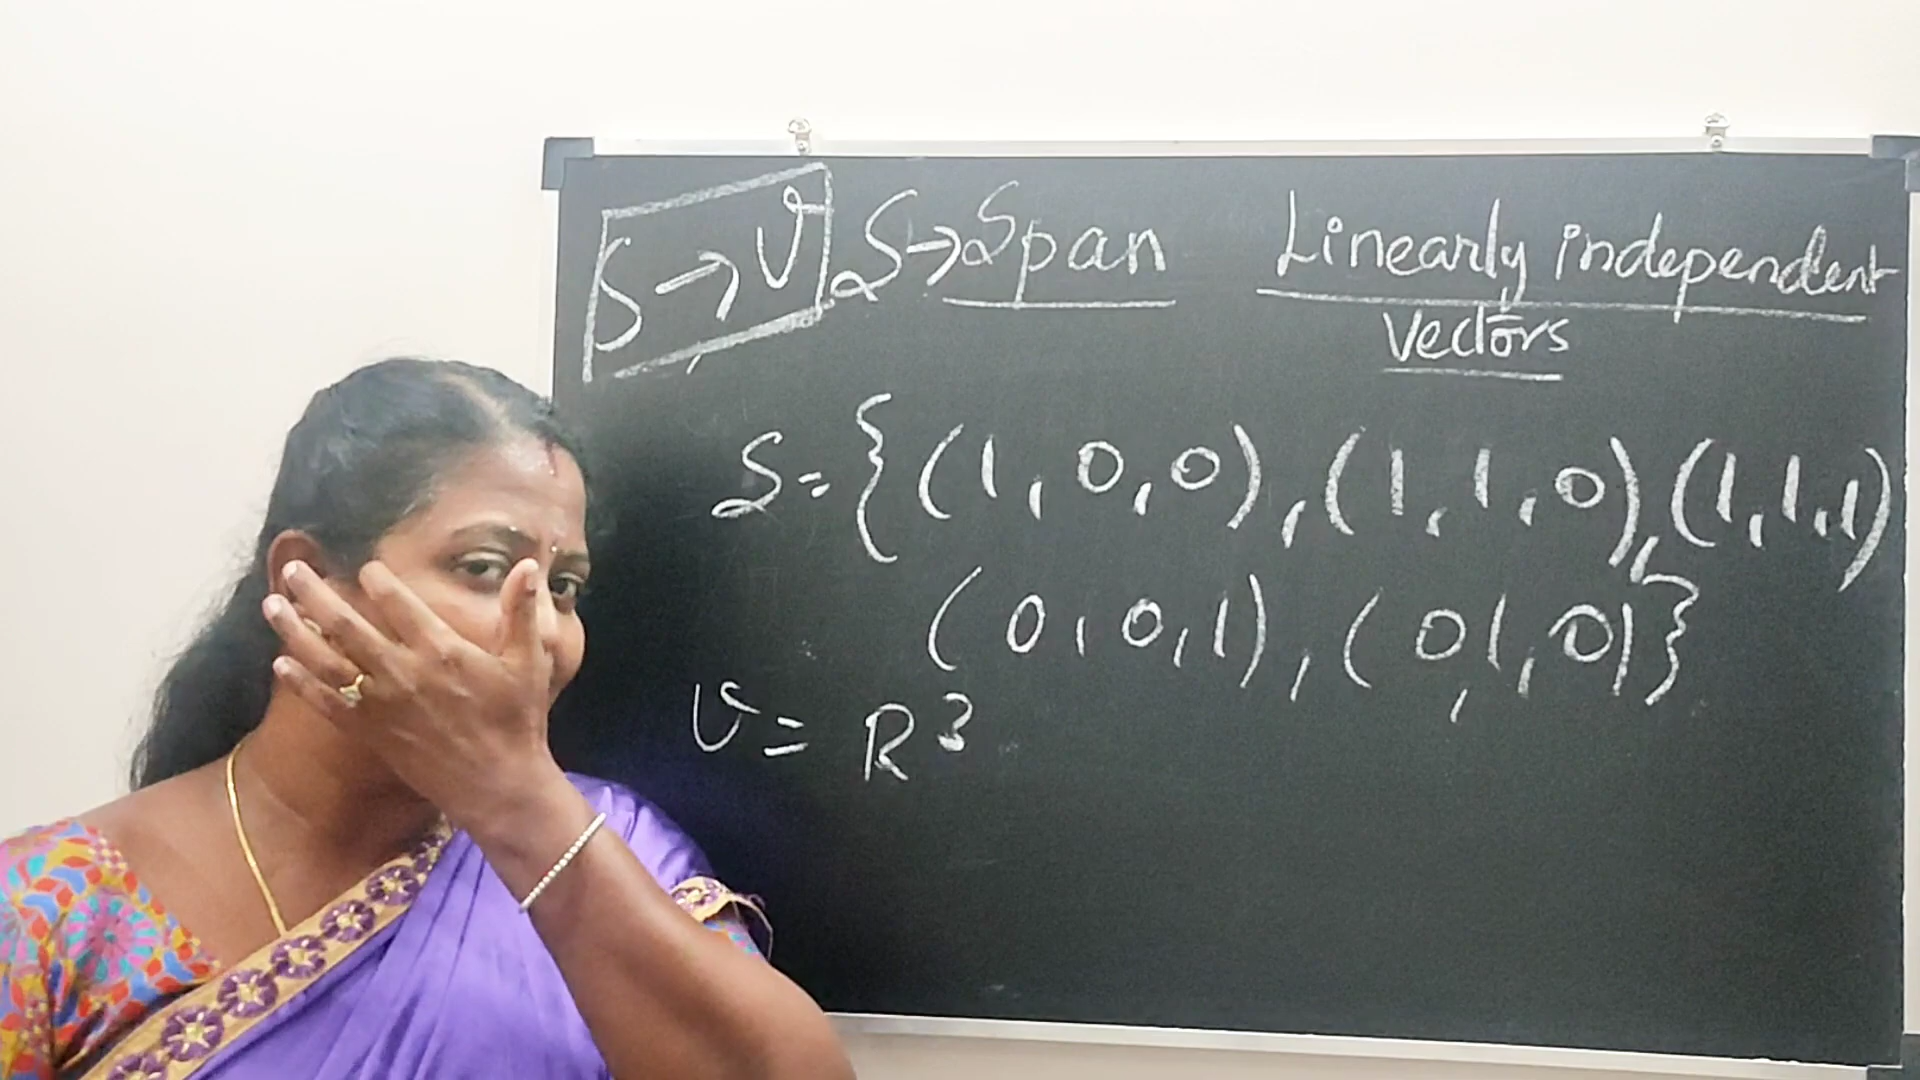 S → V S → Span Linearly independent
vectors
S = { (1, 0, 0), (1, 1, 0), (1, 1, 1)
, (0, 0, 1), (0, 1, 0) }
V = R³